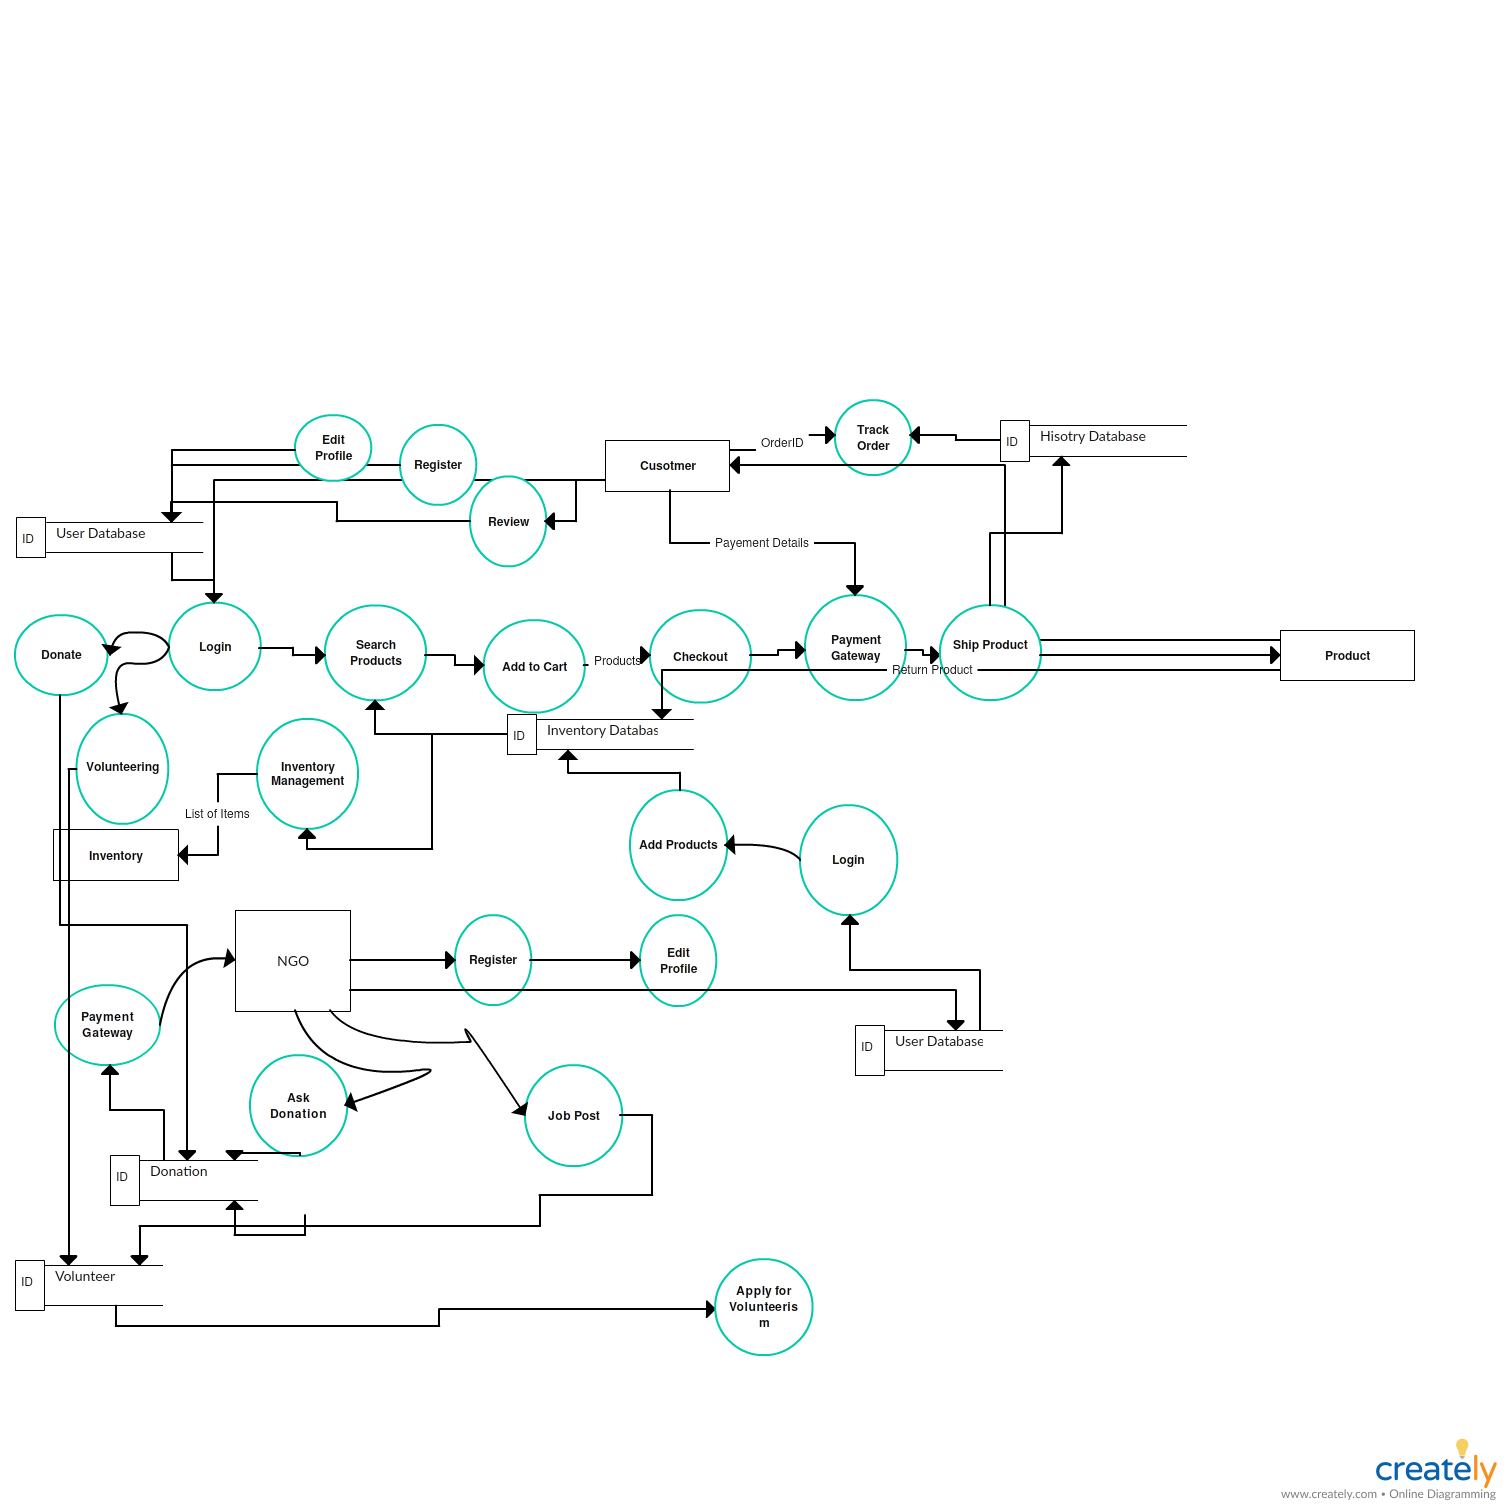 Edit
Profile
Register
Review
Cusotmer
OrderID
Track
Order
ID
Hisotry Database
ID
User Database
Payement Details
Donate
Login
Search
Products
Add to Cart
Products
Checkout
Payment
Gateway
Ship Product
Return Product
Product
ID
Inventory Databas
Volunteering
Inventory
Management
List of Items
Inventory
Add Products
Login
NGO
Register
Edit
Profile
Payment
Gateway
ID
User Database
Ask
Donation
Job Post
ID
Donation
ID
Volunteer
Apply for
Volunteeris
m
creately
www.creately.com • Online Diagramming